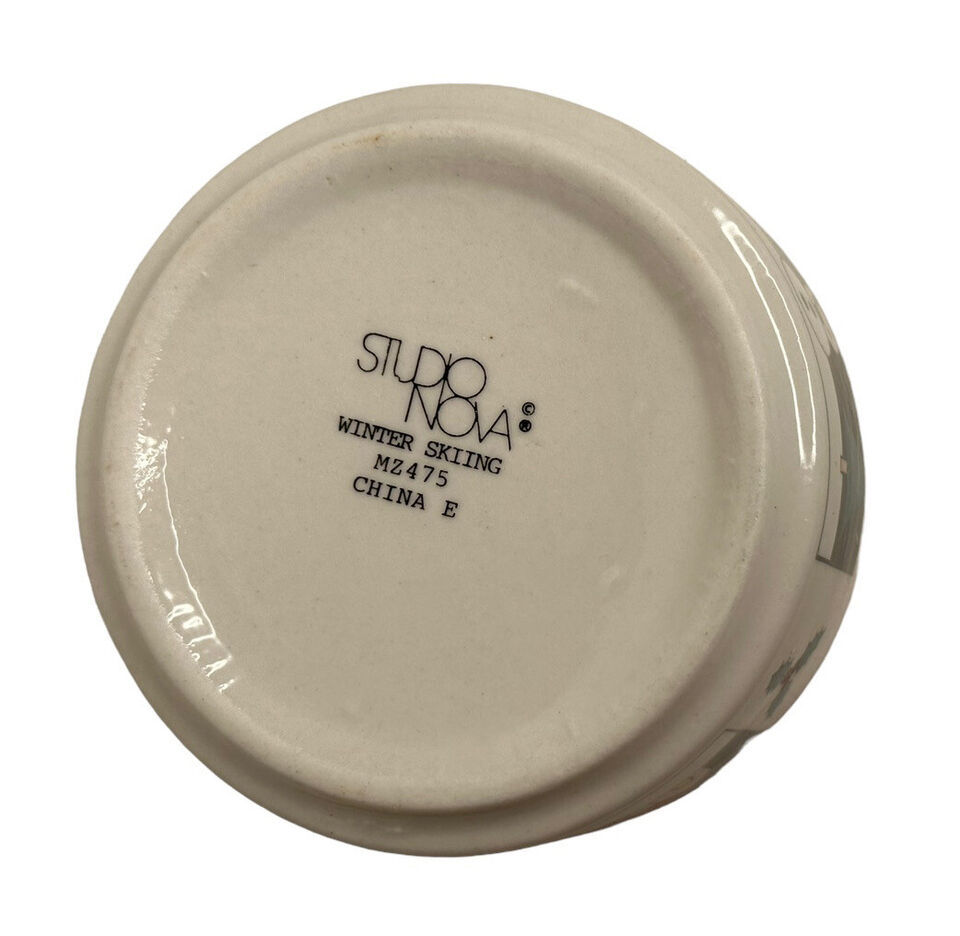 STUDIO
NOVA ©
®
WINTER SKIING
MZ475
CHINA E